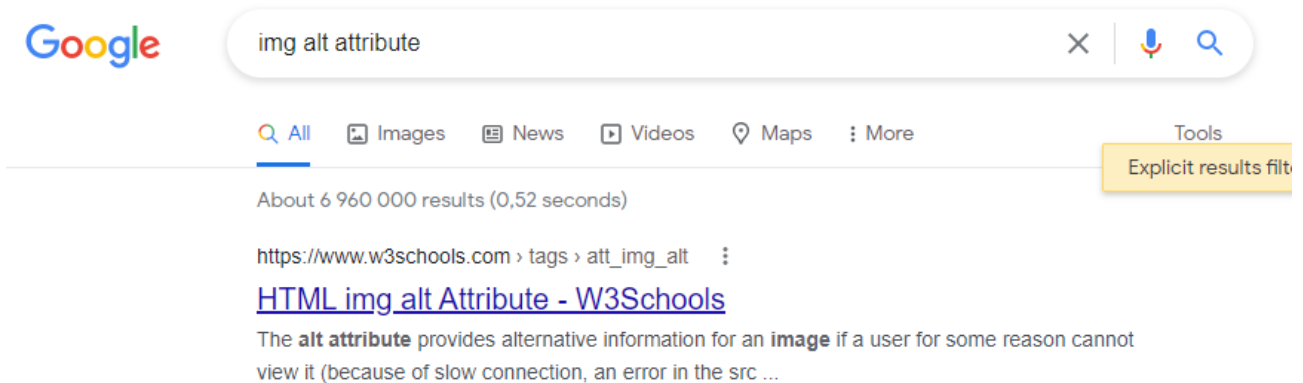 Google
img alt attribute
All Images News Videos Maps More Tools
Explicit results
About 6 960 000 results (0,52 seconds)
https://www.w3schools.com › tags › att_img_alt
HTML img alt Attribute - W3Schools
The alt attribute provides alternative information for an image if a user for some reason cannot
view it (because of slow connection, an error in the src ...